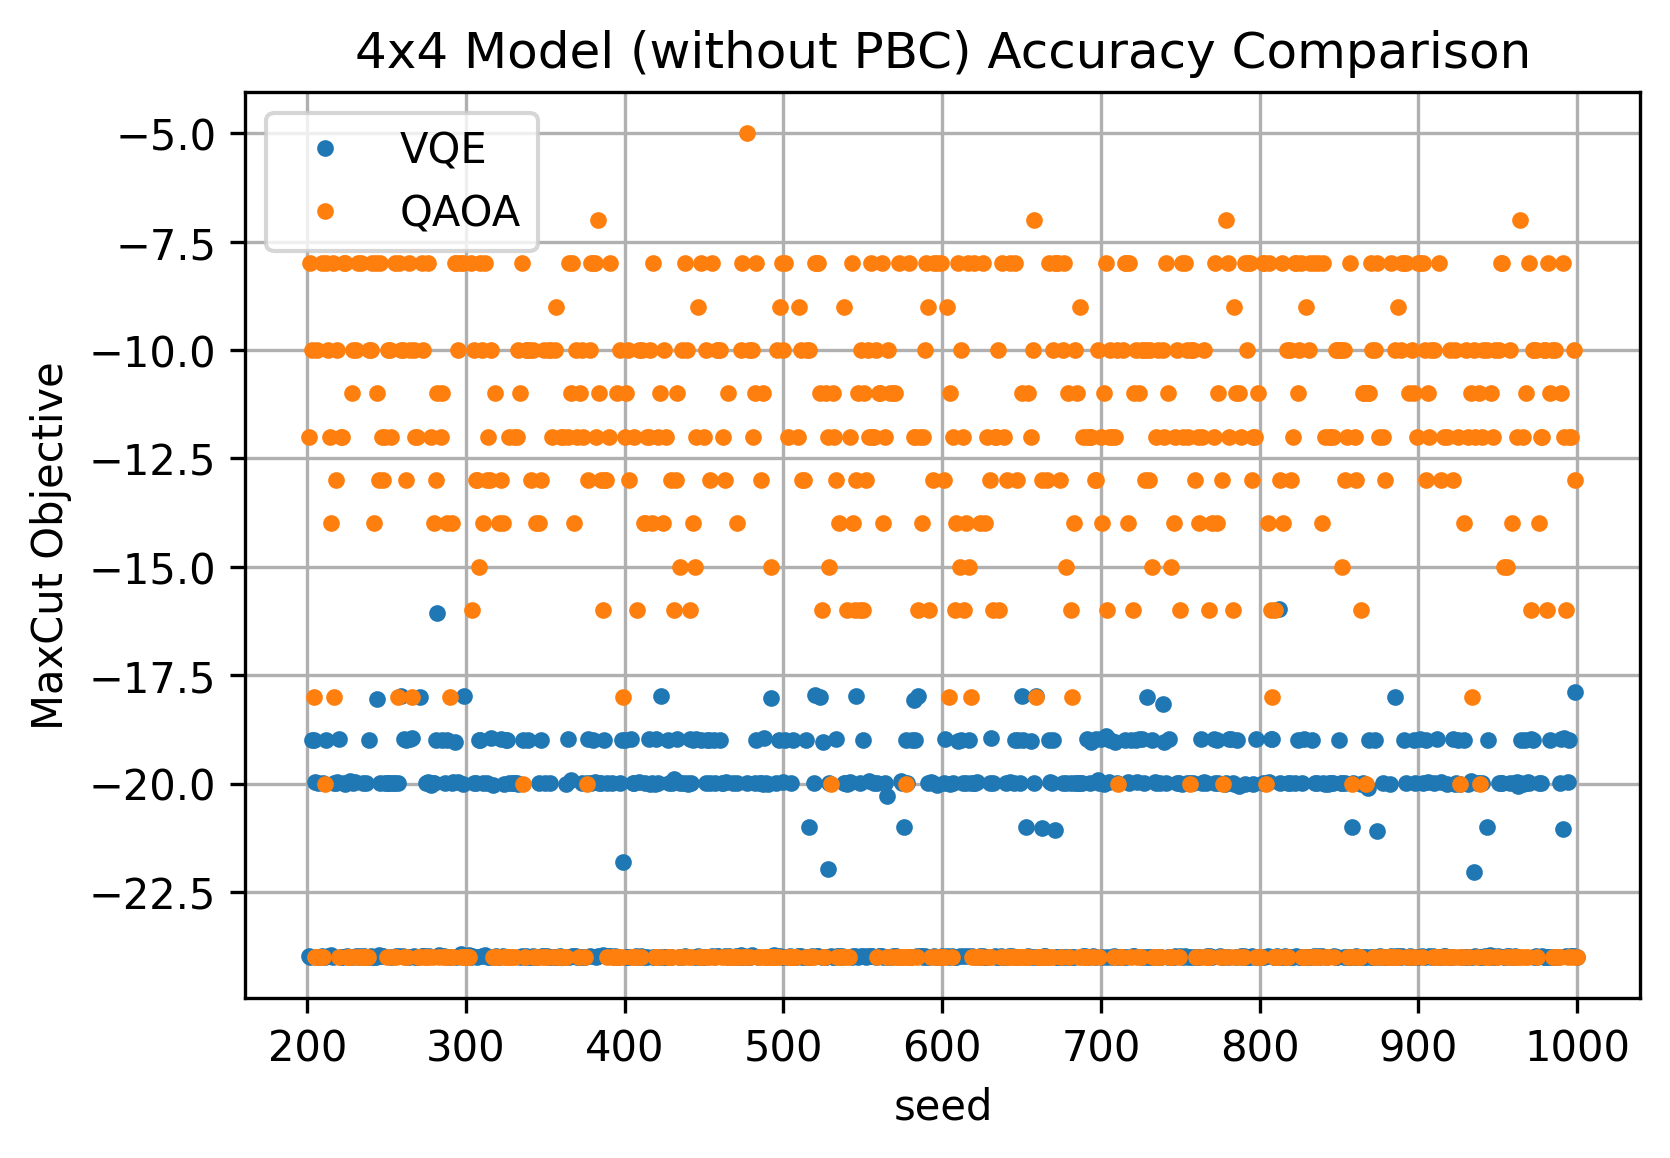 4x4 Model (without PBC) Accuracy Comparison
VQE
QAOA
−5.0
−7.5
−10.0
−12.5
−15.0
−17.5
−20.0
−22.5
MaxCut Objective
200 300 400 500 600 700 800 900 1000
seed